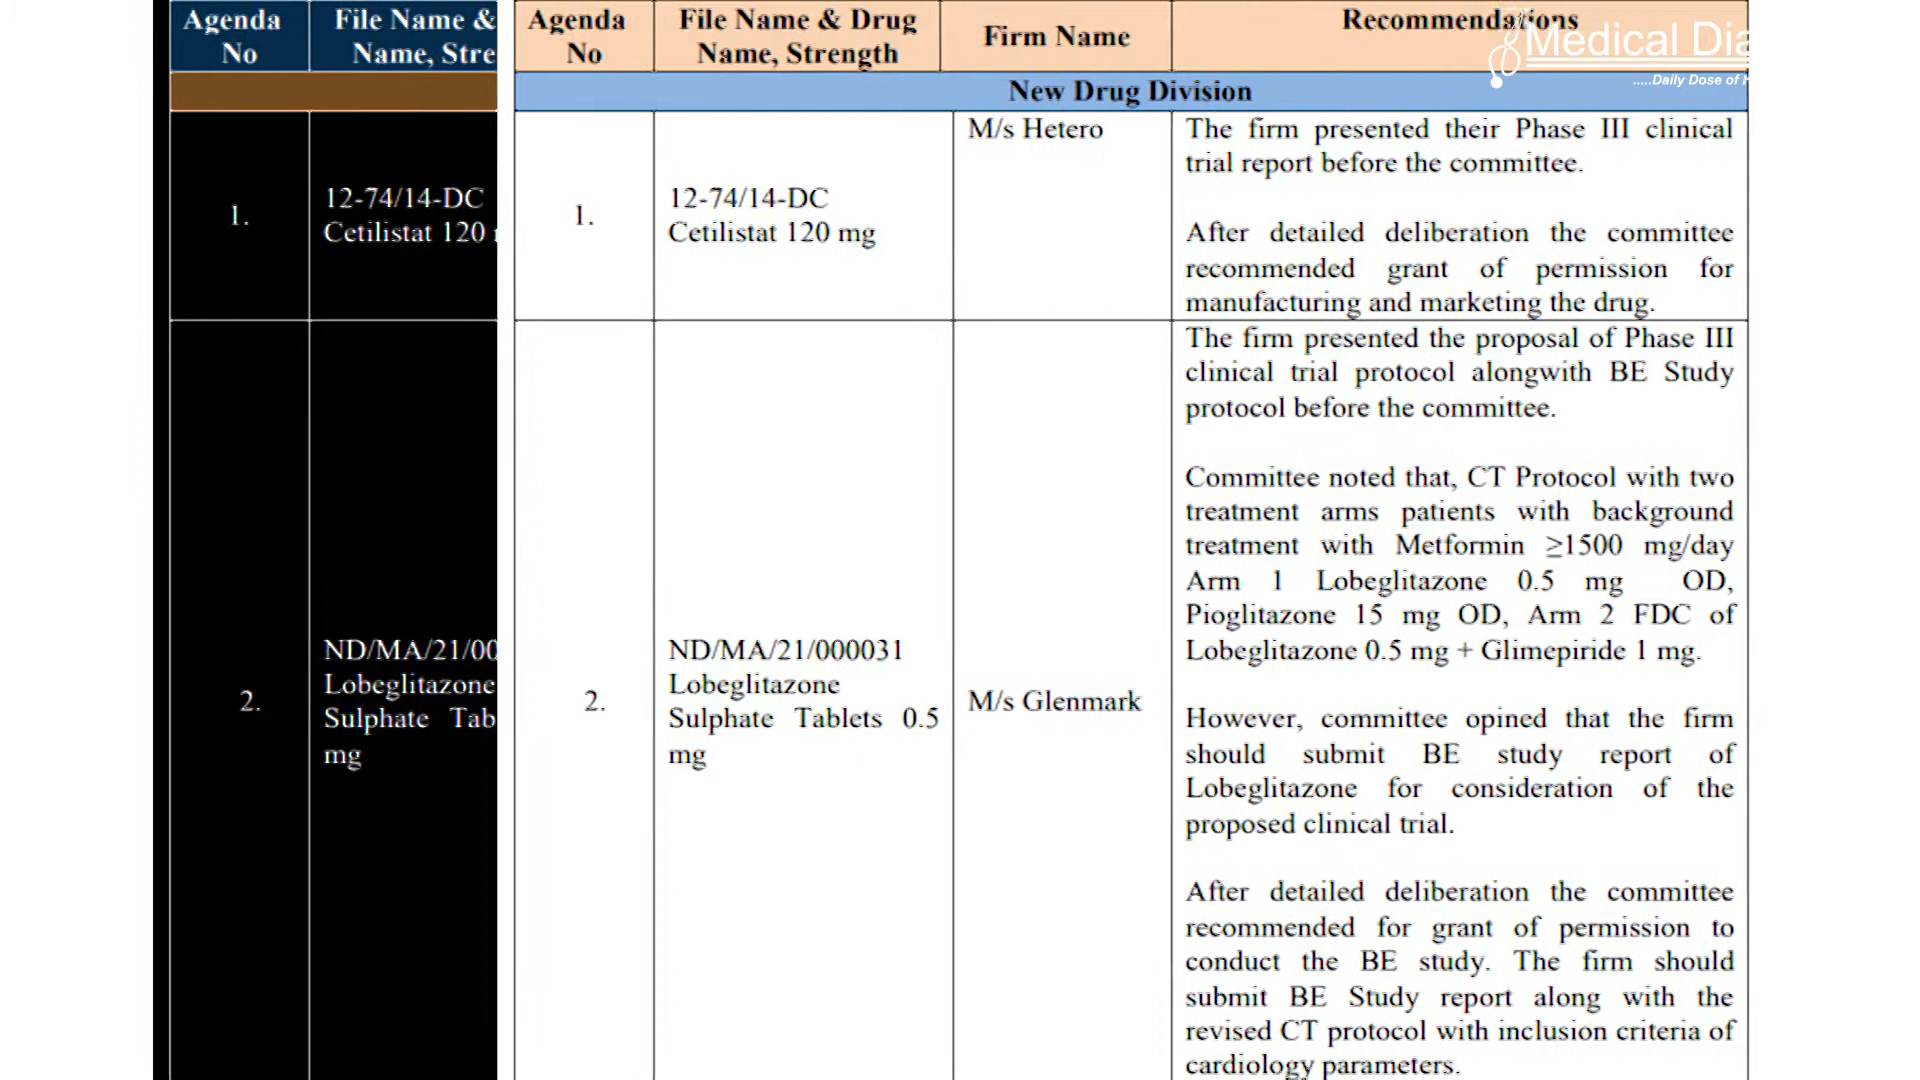 Agenda
No
File Name &
Name, Stre
1.
12-74/14-DC
Cetilistat 120
2.
ND/MA/21/00
Lobeglitazone
Sulphate Tab
mg
Agenda
No
File Name & Drug
Name, Strength
Firm Name
Recommendations
Medical Dia
.....Daily Dose of
New Drug Division
1.
12-74/14-DC
Cetilistat 120 mg
M/s Hetero
The firm presented their Phase III clinical
trial report before the committee.
After detailed deliberation the committee
recommended grant of permission for
manufacturing and marketing the drug.
2.
ND/MA/21/000031
Lobeglitazone
Sulphate Tablets 0.5
mg
M/s Glenmark
The firm presented the proposal of Phase III
clinical trial protocol alongwith BE Study
protocol before the committee.
Committee noted that, CT Protocol with two
treatment arms patients with background
treatment with Metformin ≥1500 mg/day
Arm 1 Lobeglitazone 0.5 mg OD,
Pioglitazone 15 mg OD, Arm 2 FDC of
Lobeglitazone 0.5 mg + Glimepiride 1 mg.
However, committee opined that the firm
should submit BE study report of
Lobeglitazone for consideration of the
proposed clinical trial.
After detailed deliberation the committee
recommended for grant of permission to
conduct the BE study. The firm should
submit BE Study report along with the
revised CT protocol with inclusion criteria of
cardiology parameters.